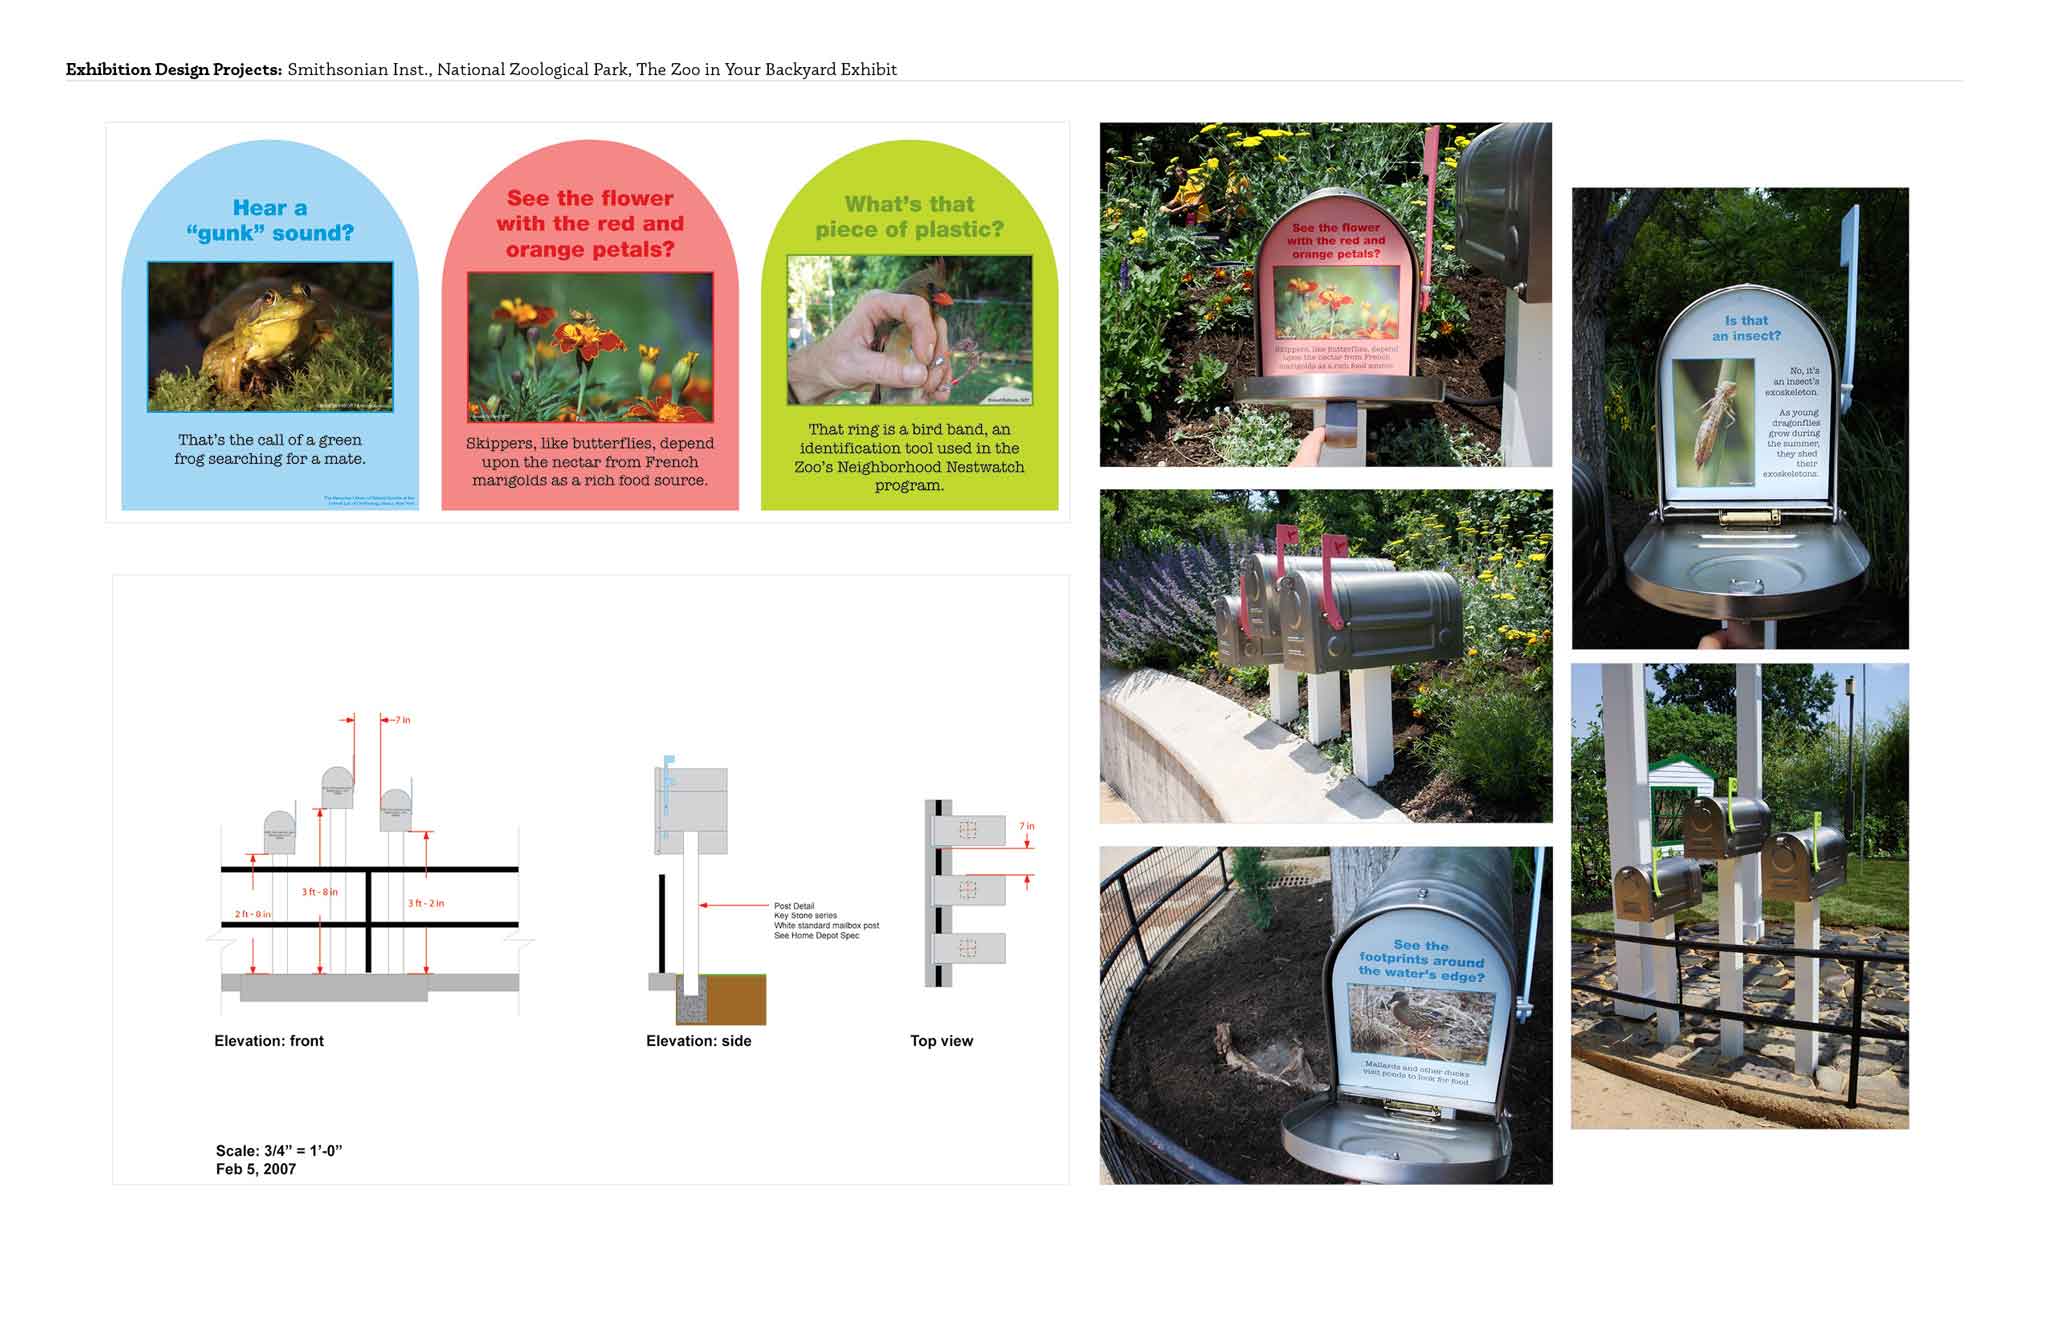 Exhibition Design Projects: Smithsonian Inst., National Zoological Park, The Zoo in Your Backyard Exhibit
Hear a
“gunk” sound?
That's the call of a green
frog searching for a mate.
See the flower
with the red and
orange petals?
Skippers, like butterflies, depend
upon the nectar from French
marigolds as a rich food source.
What's that
piece of plastic?
That ring is a bird band, an
identification tool used in the
Zoo's Neighborhood Nestwatch
program.
7 in
3 ft - 8 in
2 ft - 8 in
3 ft - 2 in
Elevation: front
Post Detail
Key Stone series
White standard mailbox post
See Home Depot Spec
Elevation: side
7 in
Top view
Scale: 3/4” = 1’-0”
Feb 5, 2007
See the flower
with the red and
orange petals?
Skippers, like butterflies, depend
upon the nectar from French
marigolds as a rich food source.
Is that
an insect?
No, it's
an insect's
exoskeleton.
As young
dragonflies
grow during
the summer,
they shed
their
exoskeletons.
See the
footprints around
the water's edge?
Mallards and other ducks
visit ponds to look for food.